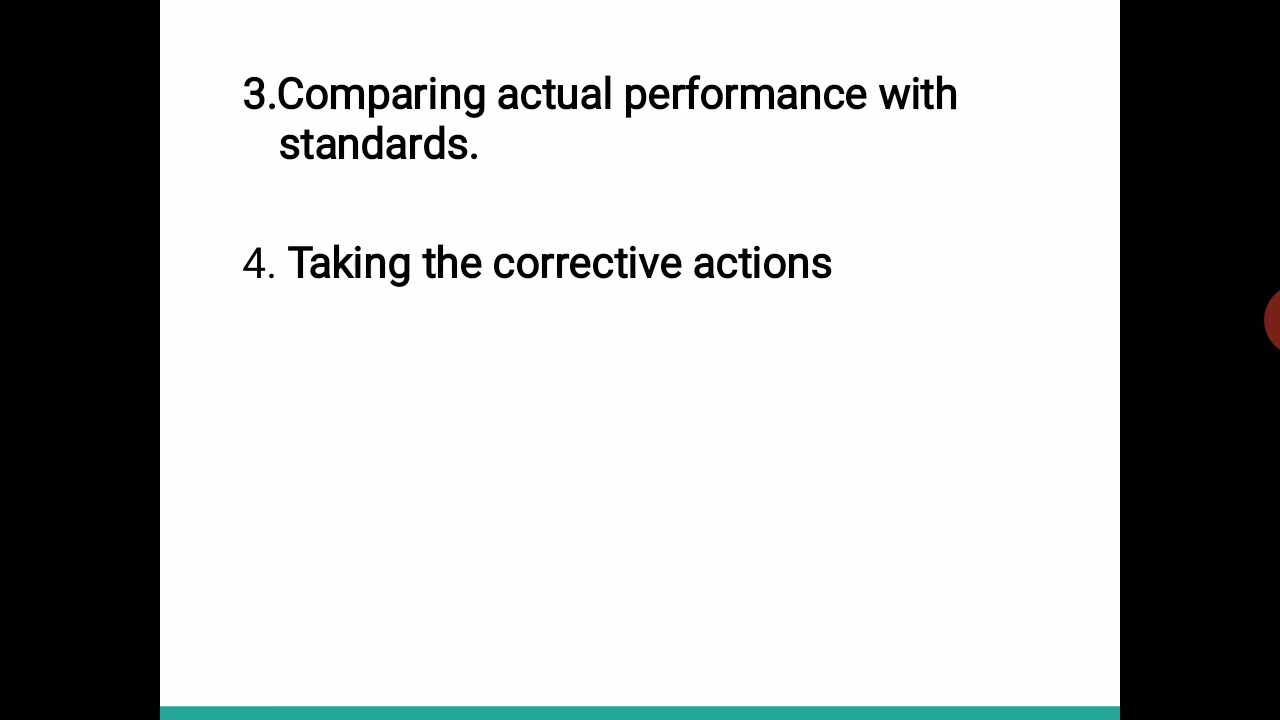 3.Comparing actual performance with
standards.
4. Taking the corrective actions